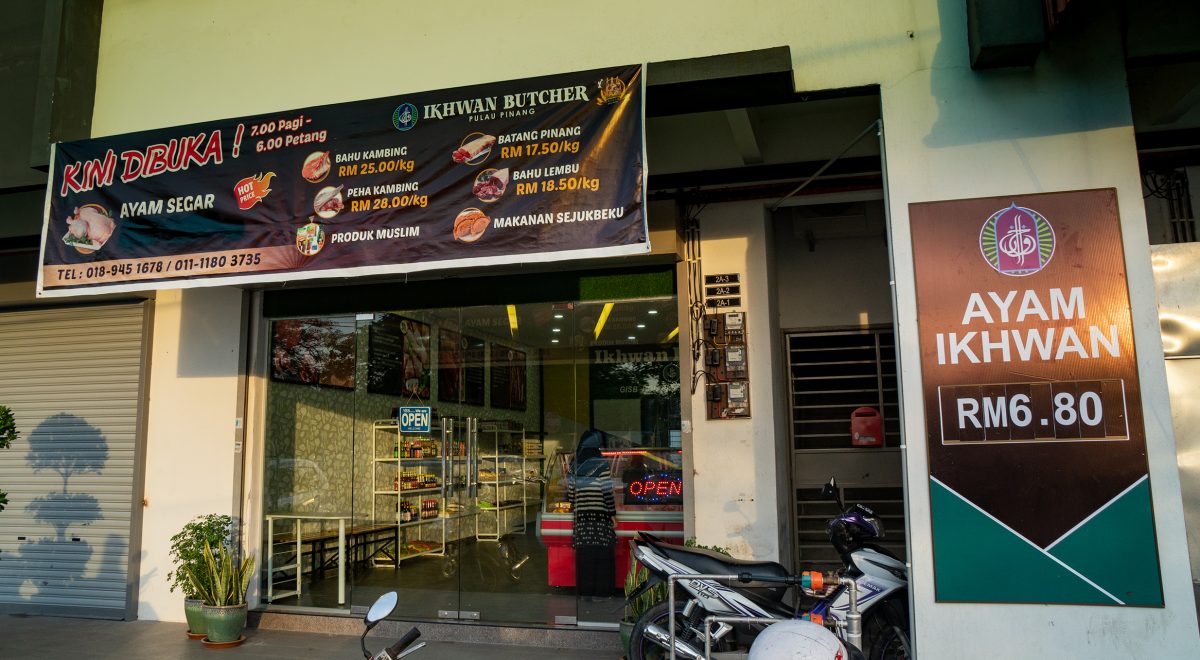 KINI DIBUKA !
7.00 Pagi -
6.00 Petang
IKHWAN BUTCHER
PULAU PINANG
AYAM SEGAR
HOT
PRICE
BAHU KAMBING
RM 25.00/kg
PEHA KAMBING
RM 28.00/kg
PRODUK MUSLIM
BATANG PINANG
RM 17.50/kg
BAHU LEMBU
RM 18.50/kg
MAKANAN SEJUKBEKU
TEL : 018-945 1678 / 011-1180 3735
2A-3
2A-2
2A-1
AYAM SEGAR
Ikhwan
GISB
OPEN
OPEN
AYAM
IKHWAN
RM6.80